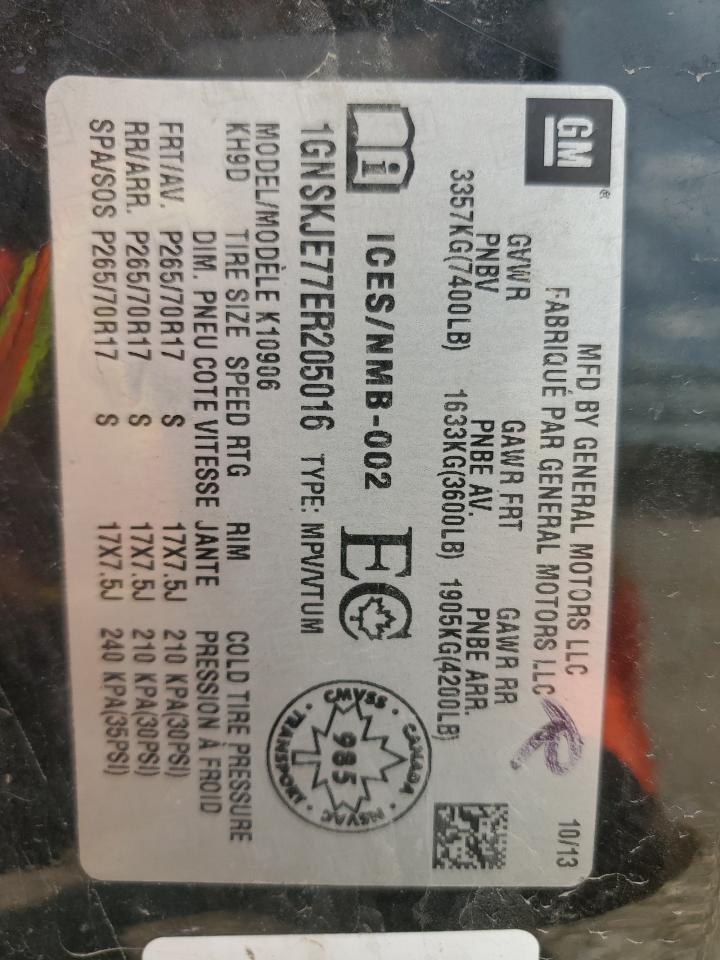 GM ®
MFD BY GENERAL MOTORS LLC 10/13
FABRIQUÉ PAR GENERAL MOTORS LLC
GVWR GAWR FRT GAWR RR
PNBV PNBE AV. PNBE ARR.
3357KG(7400LB) 1633KG(3600LB) 1905KG(4200LB)
i ICES/NMB-002 EC
CMVSS · CANADA · NSVAC · TRANSPORT ·
985
1GNSKJE77ER205016 TYPE: MPV/VTUM
MODEL/MODÈLE K10906
KH9D TIRE SIZE SPEED RTG RIM COLD TIRE PRESSURE
DIM. PNEU COTE VITESSE JANTE PRESSION À FROID
FRT/AV. P265/70R17 S 17X7.5J 210 KPA(30PSI)
RR/ARR. P265/70R17 S 17X7.5J 210 KPA(30PSI)
SPA/SOS P265/70R17 S 17X7.5J 240 KPA(35PSI)